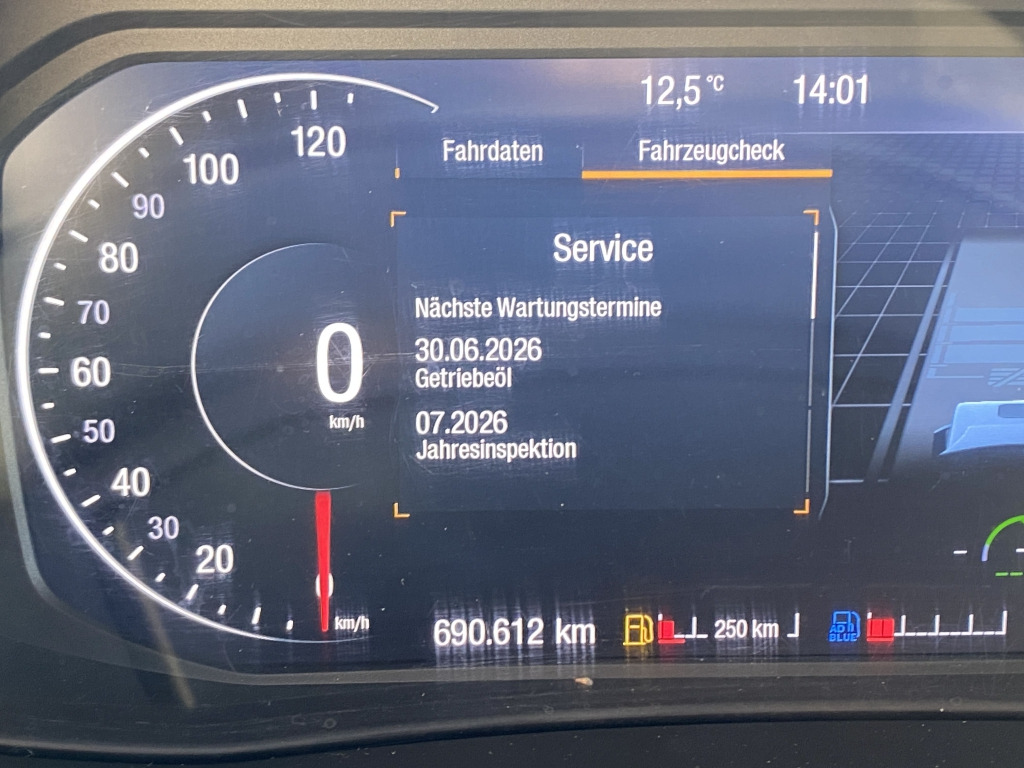 12,5 °C 14:01
Fahrdaten Fahrzeugcheck
Service
Nächste Wartungstermine
30.06.2026
Getriebeöl
07.2026
Jahresinspektion
120
100
90
80
70
60
50
40
30
20
0
km/h
0
km/h
690.612 km
250 km
AD
BLUE